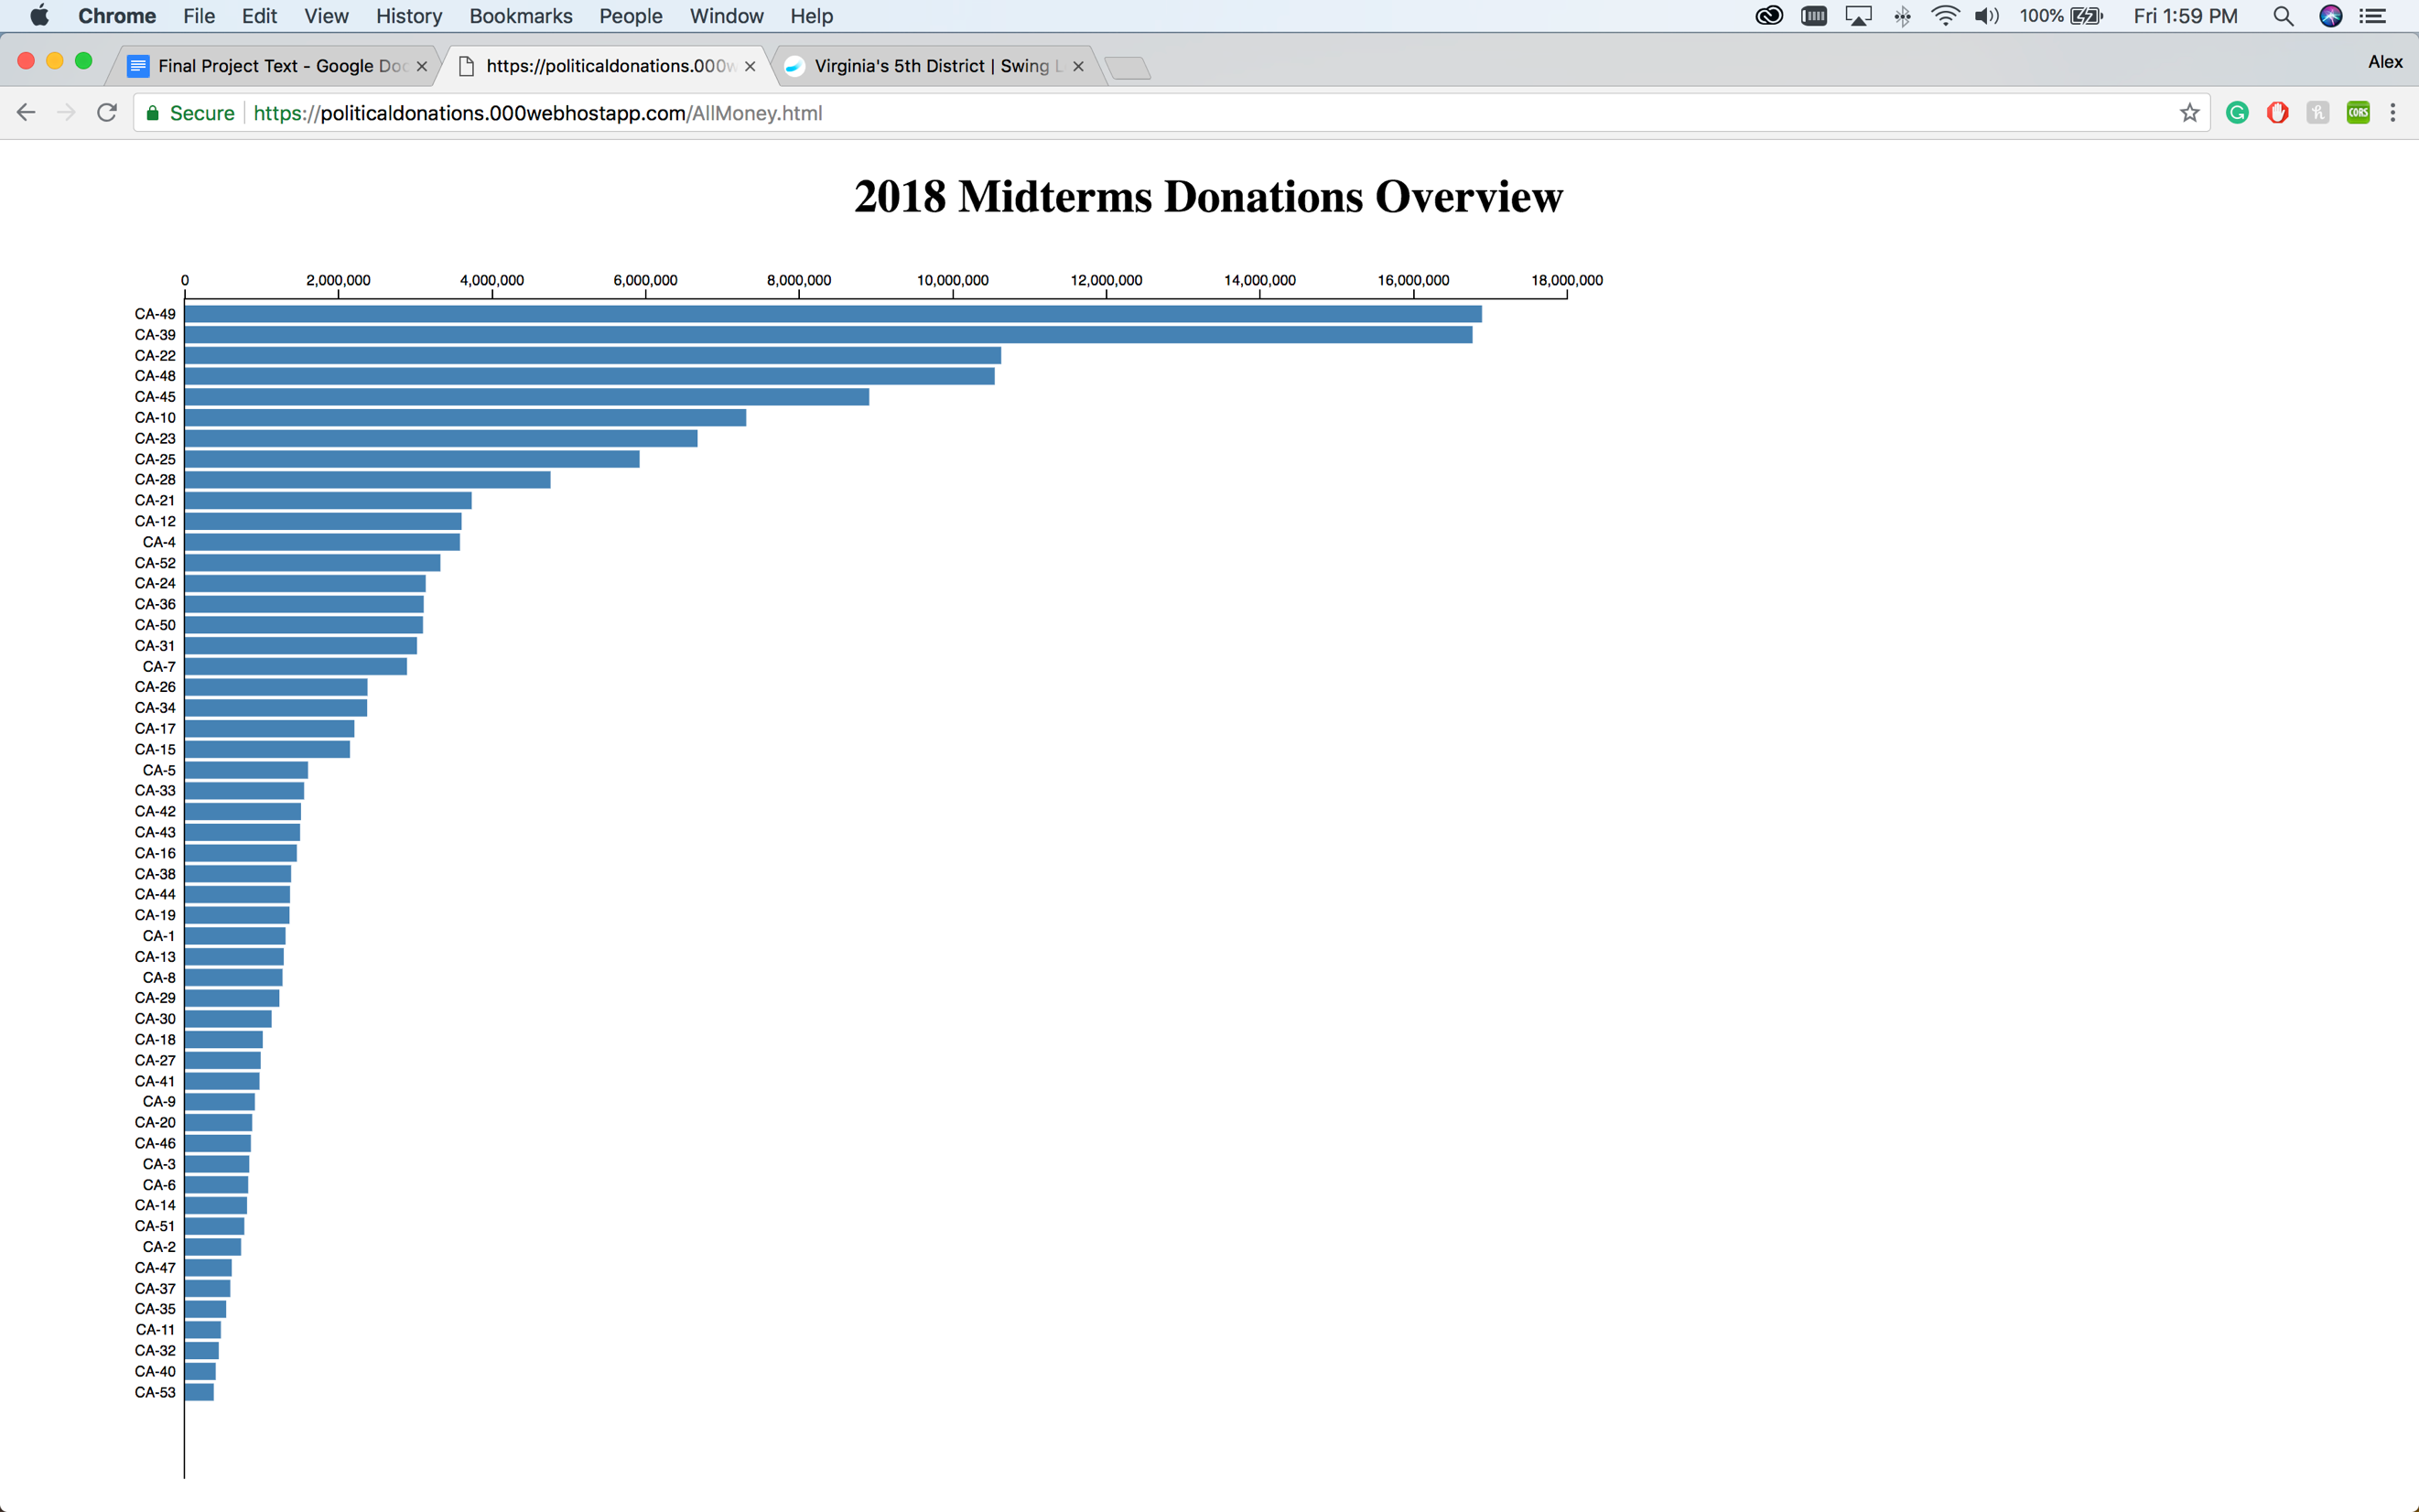 Chrome File Edit View History Bookmarks People Window Help 100% Fri 1:59 PM
Final Project Text - Google Doc https://politicaldonations.000w Virginia's 5th District | Swing L Alex
Secure https://politicaldonations.000webhostapp.com/AllMoney.html CORS
2018 Midterms Donations Overview
0 2,000,000 4,000,000 6,000,000 8,000,000 10,000,000 12,000,000 14,000,000 16,000,000 18,000,000
CA-49
CA-39
CA-22
CA-48
CA-45
CA-10
CA-23
CA-25
CA-28
CA-21
CA-12
CA-4
CA-52
CA-24
CA-36
CA-50
CA-31
CA-7
CA-26
CA-34
CA-17
CA-15
CA-5
CA-33
CA-42
CA-43
CA-16
CA-38
CA-44
CA-19
CA-1
CA-13
CA-8
CA-29
CA-30
CA-18
CA-27
CA-41
CA-9
CA-20
CA-46
CA-3
CA-6
CA-14
CA-51
CA-2
CA-47
CA-37
CA-35
CA-11
CA-32
CA-40
CA-53